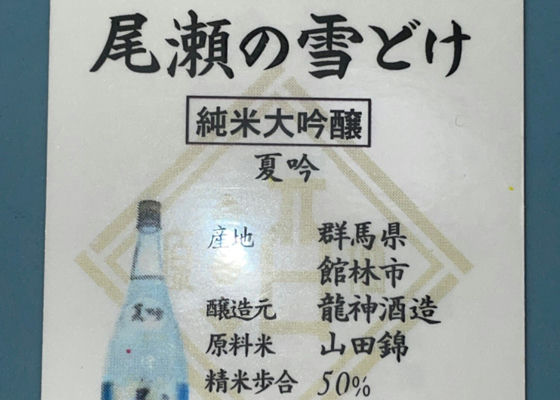 尾瀬の雪どけ
純米大吟醸
夏吟
産地 群馬県
館林市
醸造元 龍神酒造
原料米 山田錦
精米歩合 50%
夏吟